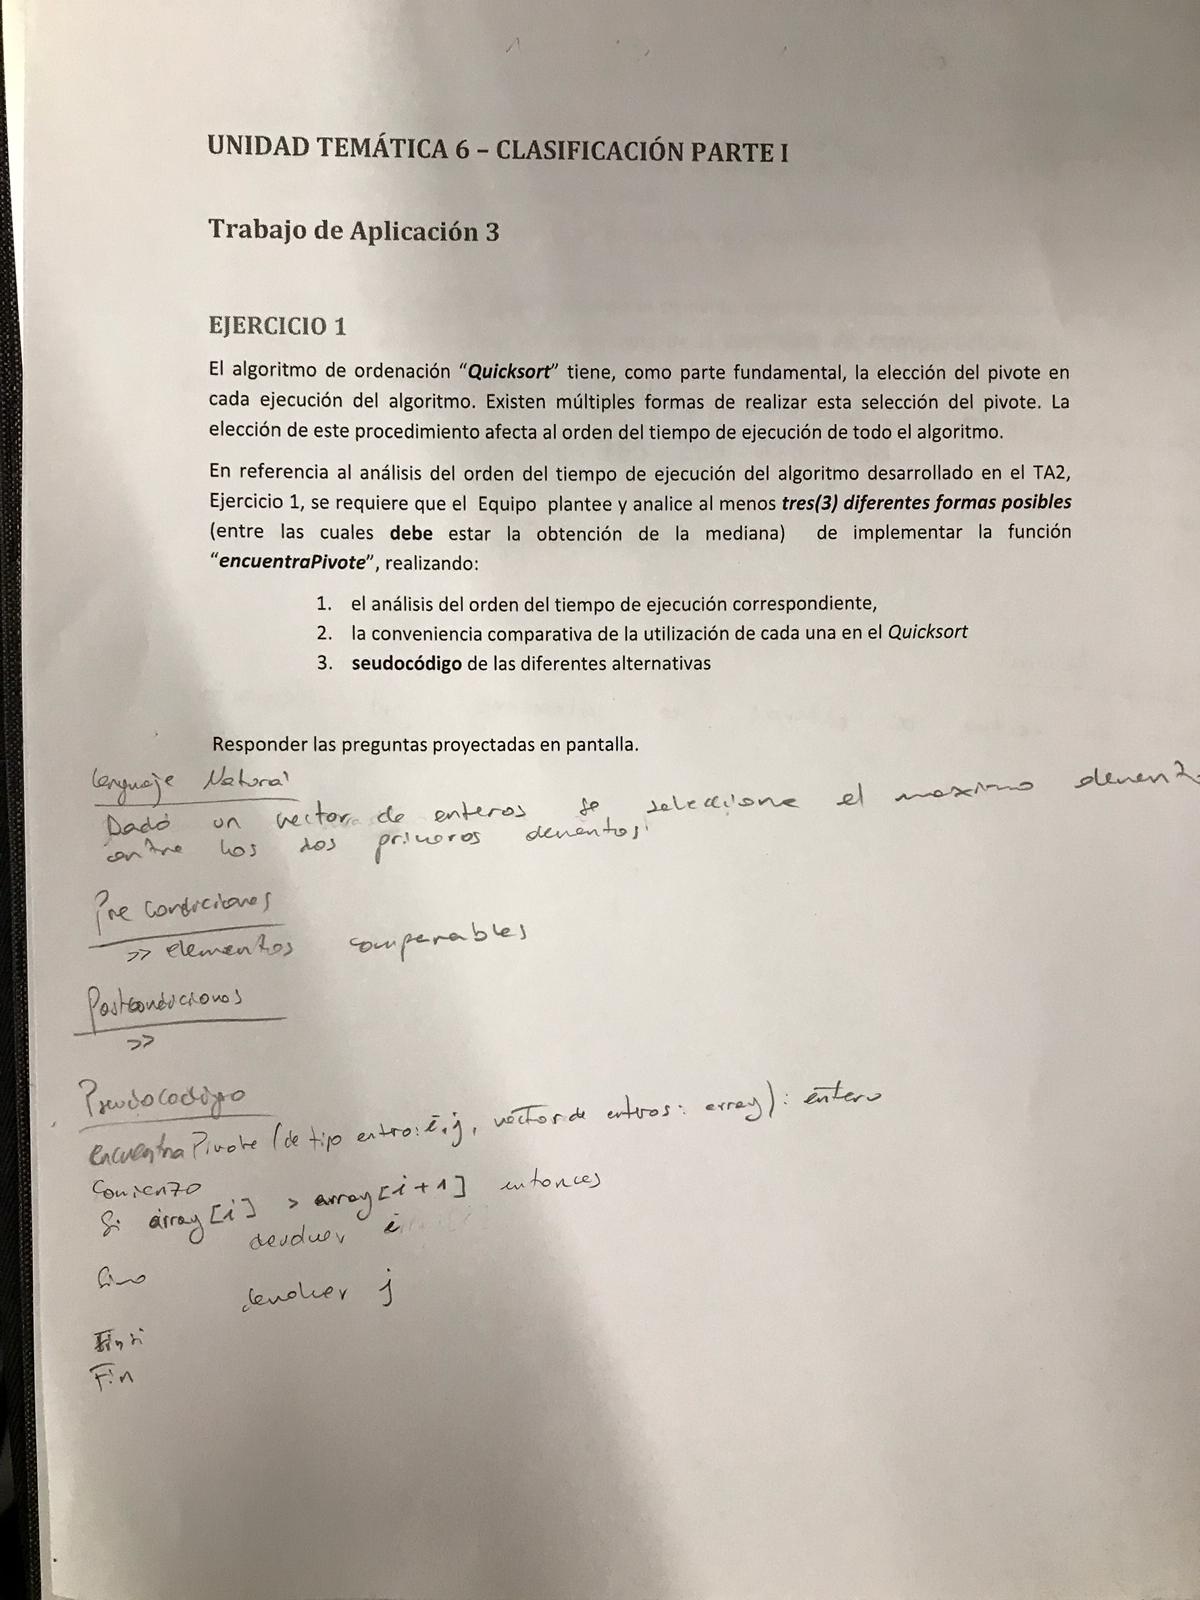 UNIDAD TEMÁTICA 6 – CLASIFICACIÓN PARTE I
Trabajo de Aplicación 3
EJERCICIO 1
El algoritmo de ordenación “Quicksort” tiene, como parte fundamental, la elección del pivote en
cada ejecución del algoritmo. Existen múltiples formas de realizar esta selección del pivote. La
elección de este procedimiento afecta al orden del tiempo de ejecución de todo el algoritmo.
En referencia al análisis del orden del tiempo de ejecución del algoritmo desarrollado en el TA2,
Ejercicio 1, se requiere que el Equipo plantee y analice al menos tres(3) diferentes formas posibles
(entre las cuales debe estar la obtención de la mediana) de implementar la función
“encuentraPivote”, realizando:
1. el análisis del orden del tiempo de ejecución correspondiente,
2. la conveniencia comparativa de la utilización de cada una en el Quicksort
3. seudocódigo de las diferentes alternativas
Responder las preguntas proyectadas en pantalla.
Lenguaje Natural
Dado un vector de enteros se selecciona el maximo elemento
entre los dos primeros elementos
Pre Condiciones
>> elementos comparables
Postcondiciones
>>
Pseudocodigo
encuentraPivote (de tipo entro: i, j, vector de enteros: array): entero
Comienzo
Si array[i] > array[i+1] entonces
devolver i
Sino
devolver j
Finsi
Fin